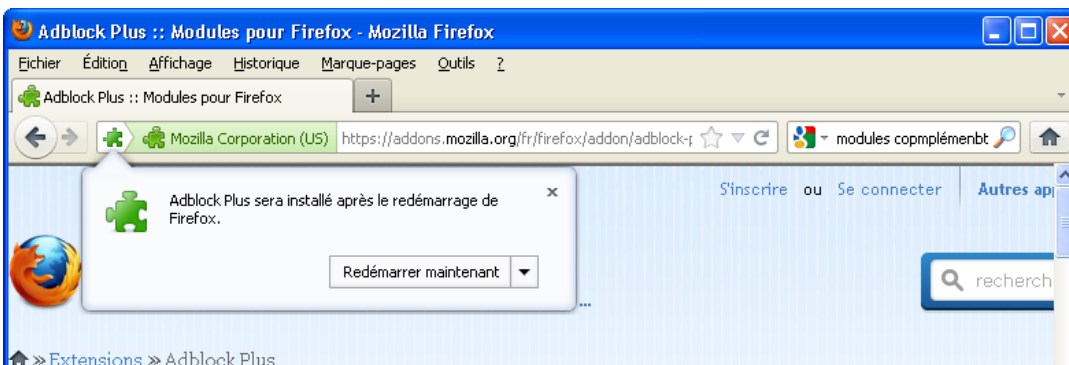 Adblock Plus :: Modules pour Firefox - Mozilla Firefox
Fichier Édition Affichage Historique Marque-pages Outils ?
Adblock Plus :: Modules pour Firefox +
Mozilla Corporation (US) https://addons.mozilla.org/fr/firefox/addon/adblock-p modules copmplémenbt
S'inscrire ou Se connecter Autres app
Adblock Plus sera installé après le redémarrage de
Firefox.
Redémarrer maintenant
recherch
...
» Extensions » Adblock Plus